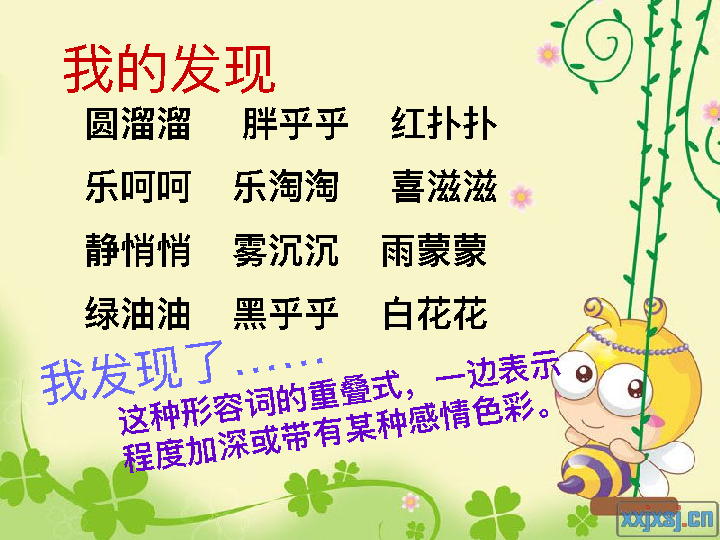 我的发现
圆溜溜 胖乎乎 红扑扑
乐呵呵 乐淘淘 喜滋滋
静悄悄 雾沉沉 雨蒙蒙
绿油油 黑乎乎 白花花
我发现了……
这种形容词的重叠式，一边表示
程度加深或带有某种感情色彩。
xxjxsj.cn